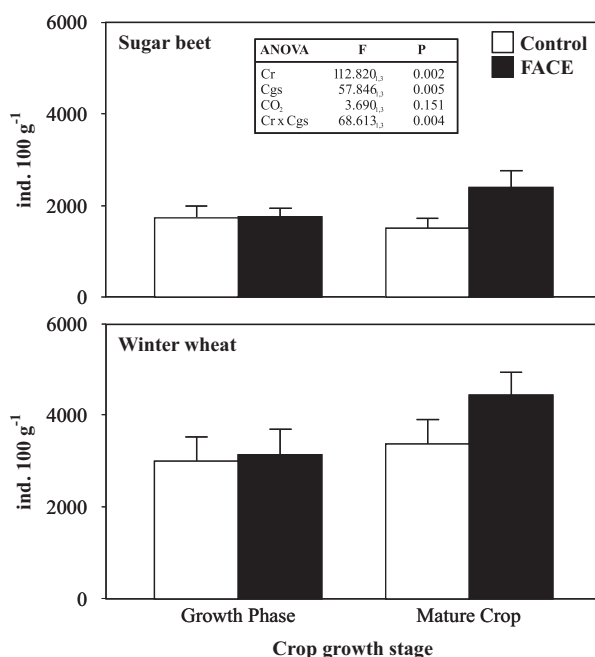 6000
Sugar beet
ANOVA F P
Cr 112.820₁,₃ 0.002
Cgs 57.846₁,₃ 0.005
CO₂ 3.690₁,₃ 0.151
Cr x Cgs 68.613₁,₃ 0.004
Control
FACE
4000
ind. 100 g⁻¹
2000
0
6000
Winter wheat
4000
ind. 100 g⁻¹
2000
0
Growth Phase Mature Crop
Crop growth stage